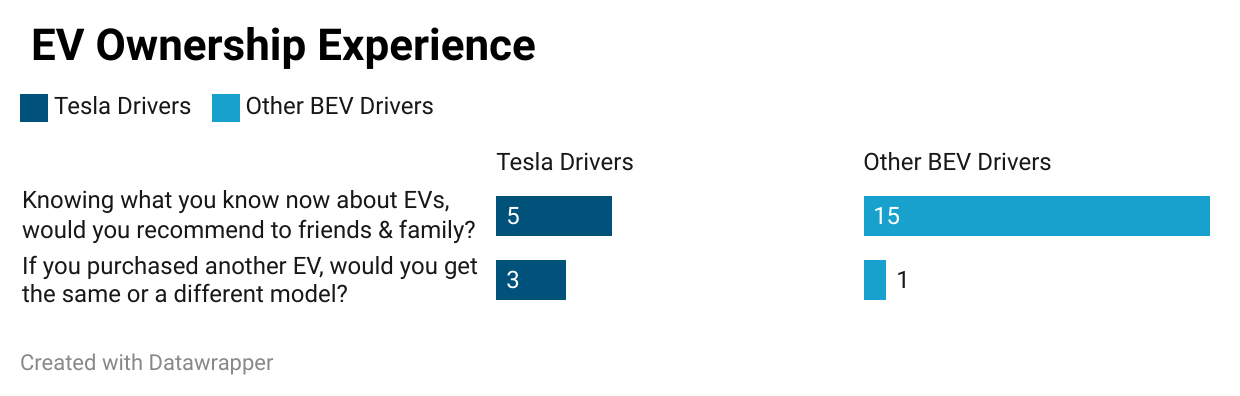 EV Ownership Experience
Tesla Drivers Other BEV Drivers
Tesla Drivers Other BEV Drivers
Knowing what you know now about EVs,
would you recommend to friends & family?
5 15
If you purchased another EV, would you get
the same or a different model?
3 1
Created with Datawrapper